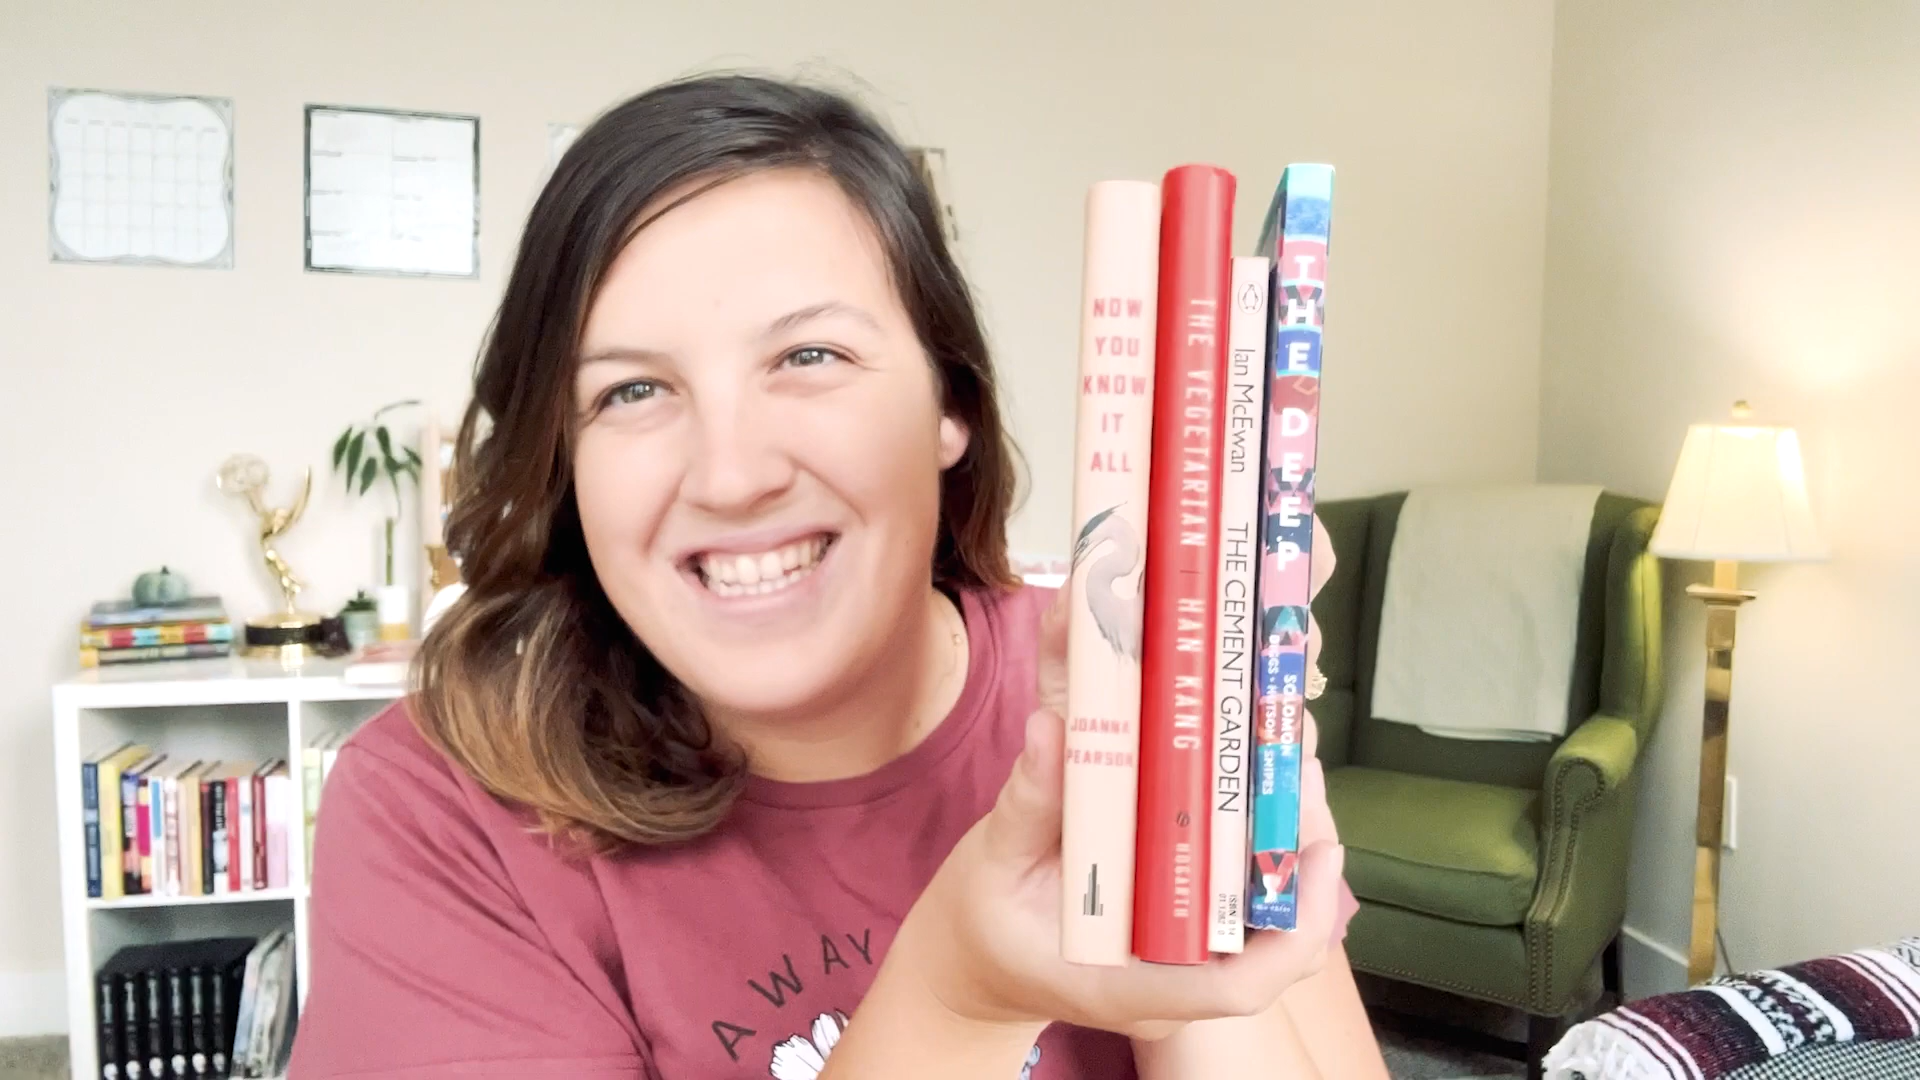 NOW
YOU
KNOW
IT
ALL
JOANNA
PEARSON
THE VEGETARIAN | HAN KANG
HOGARTH
Ian McEwan THE CEMENT GARDEN
THE DEEP
SOLOMON
DIGGS • HUTSON • SNIPES
AWAY